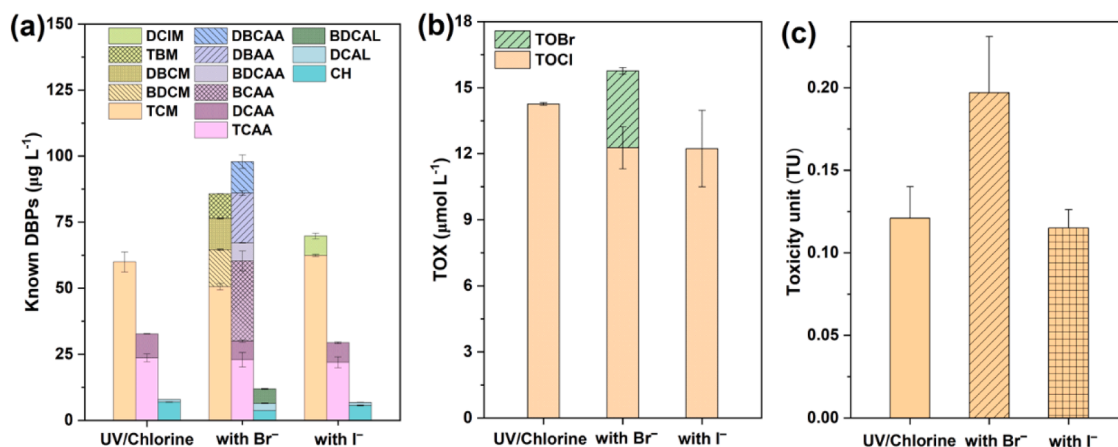 (a)
Known DBPs (µg L⁻¹)
150
125
100
75
50
25
0
DCIM
TBM
DBCM
BDCM
TCM
DBCAA
DBAA
BDCAA
BCAA
DCAA
TCAA
BDCAL
DCAL
CH
UV/Chlorine with Br⁻ with I⁻
(b)
TOX (µmol L⁻¹)
18
15
12
9
6
3
0
TOBr
TOCl
UV/Chlorine with Br⁻ with I⁻
(c)
Toxicity unit (TU)
0.20
0.15
0.10
0.05
0.00
UV/Chlorine with Br⁻ with I⁻